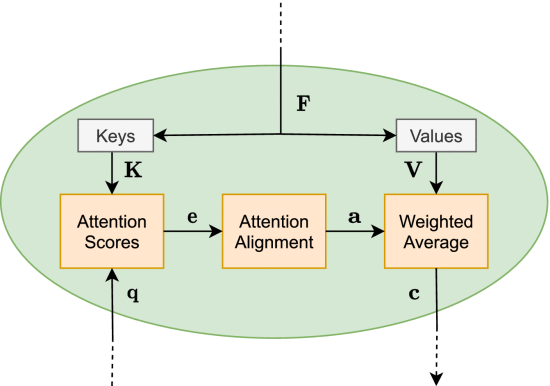 F
Keys
Values
K
V
Attention
Scores
e
Attention
Alignment
a
Weighted
Average
q
c